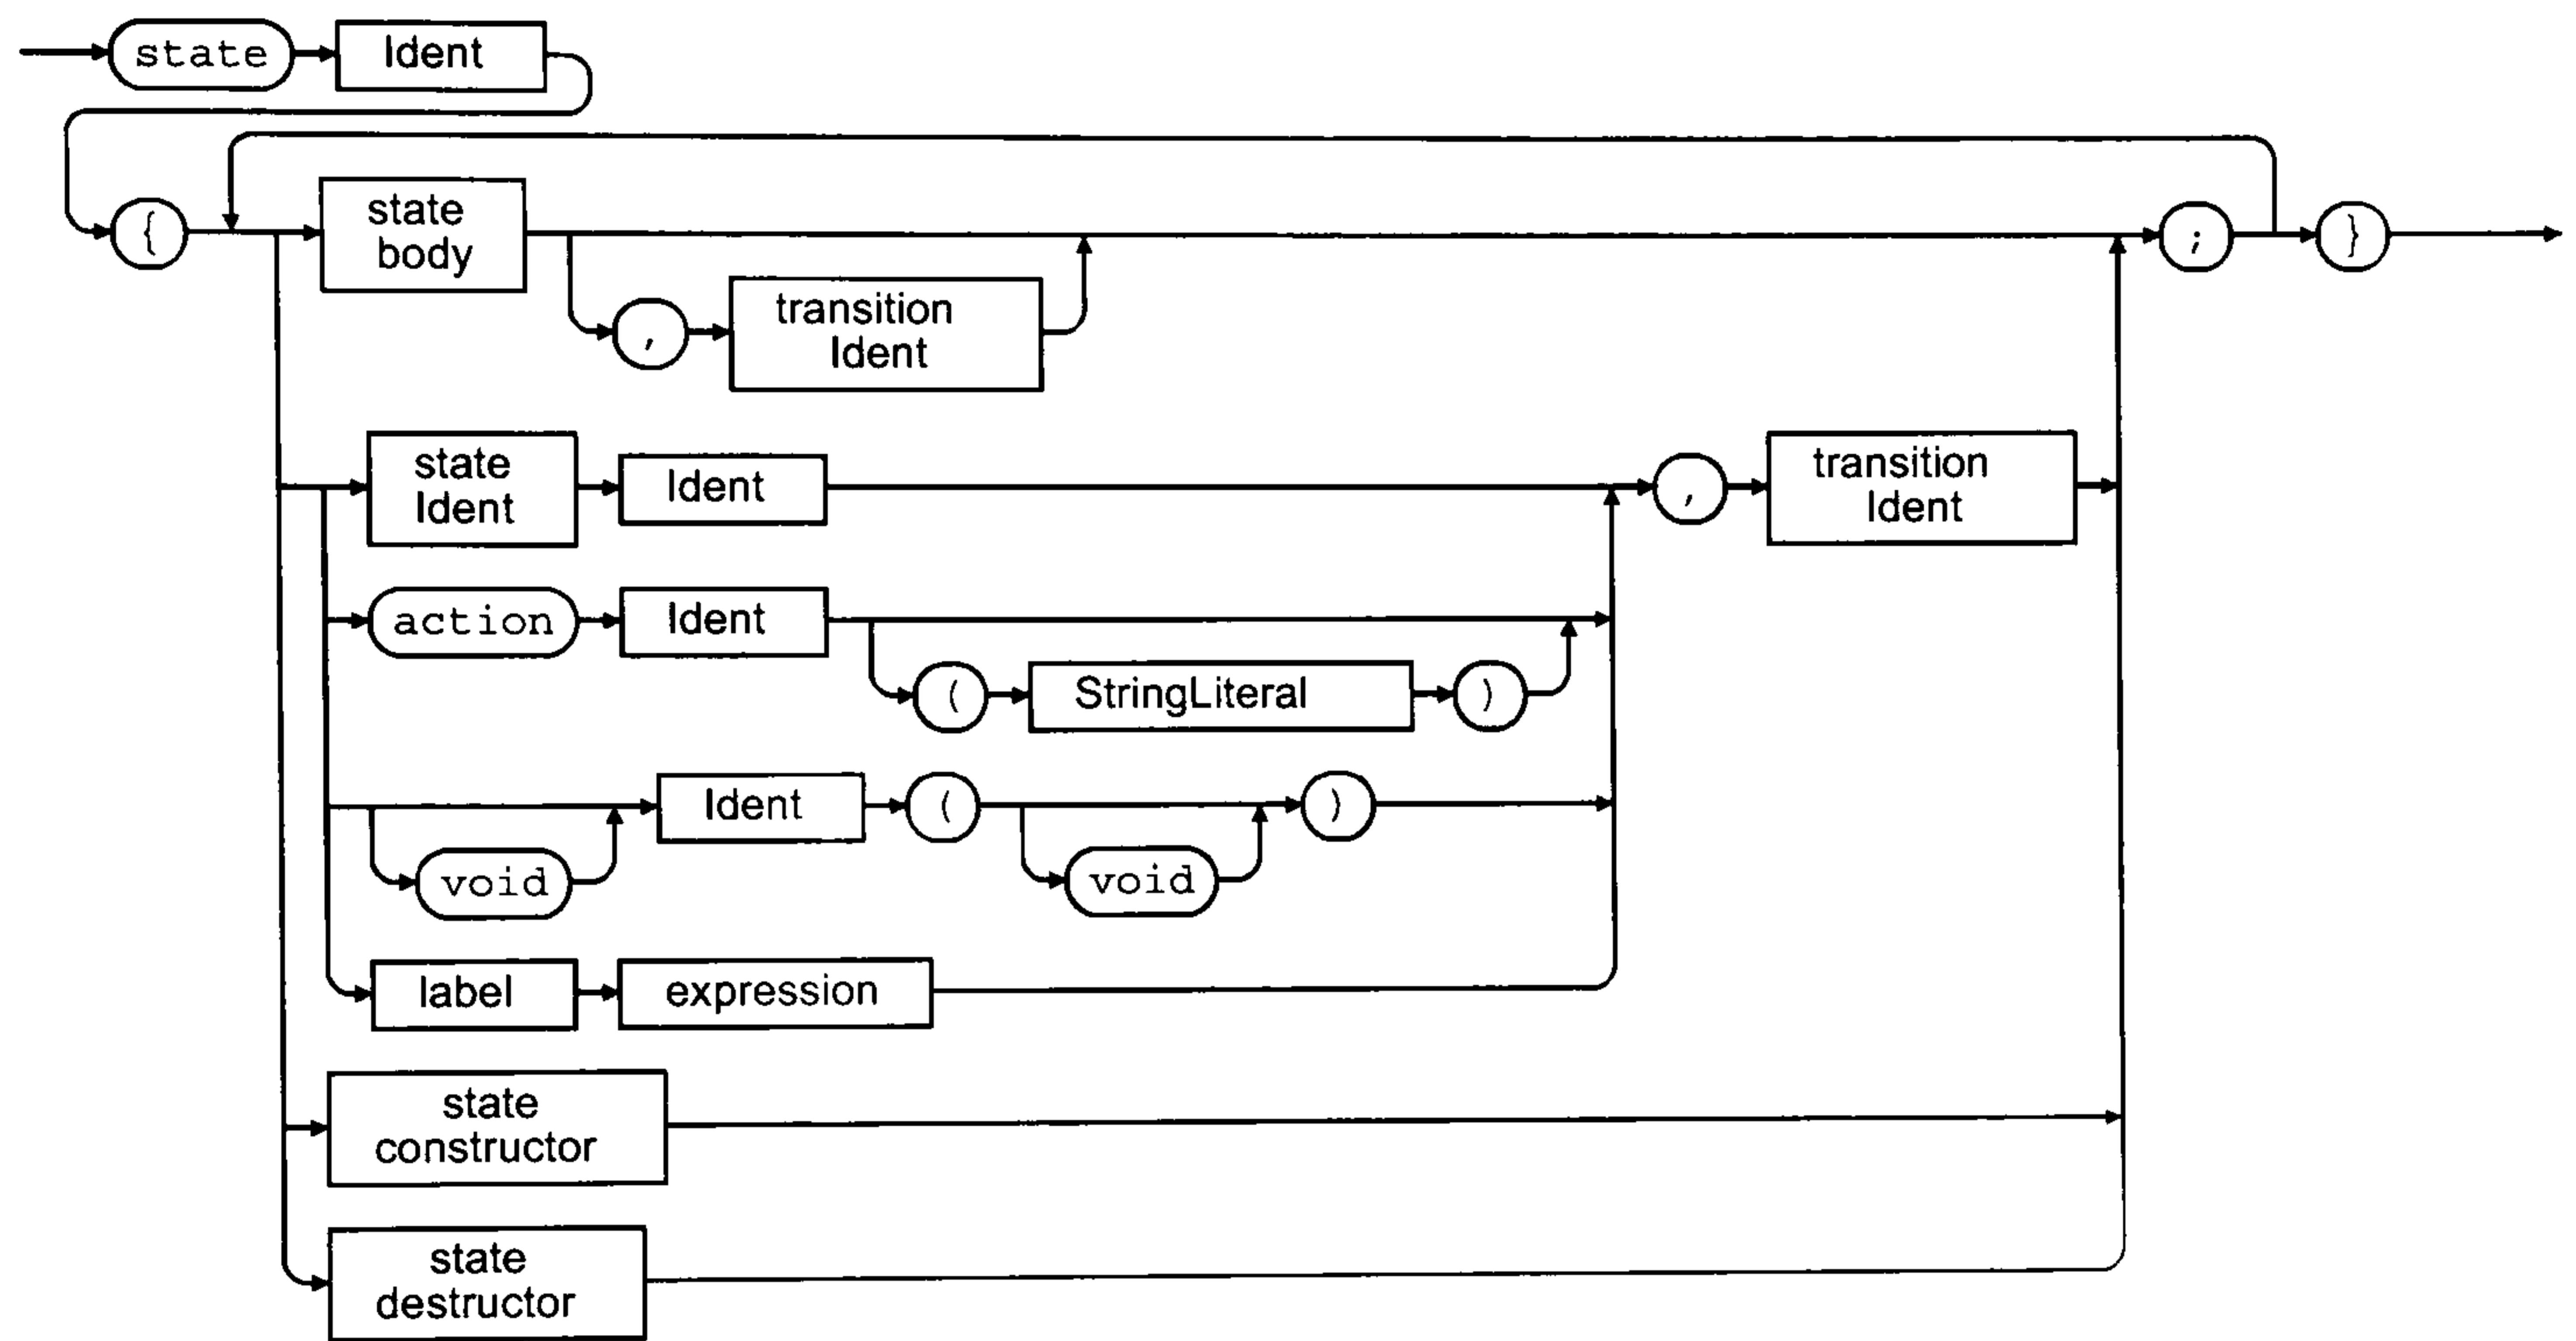 state Ident
{ state
body ; }
, transition
Ident
state
Ident Ident , transition
Ident
action Ident
( StringLiteral )
Ident ( )
void void
label expression
state
constructor
state
destructor